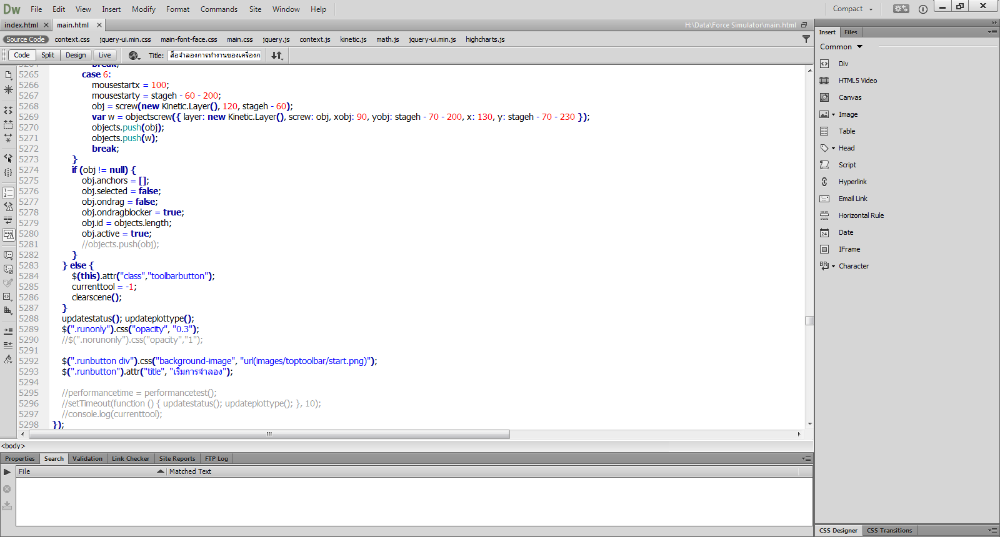 Dw File Edit View Insert Modify Format Commands Site Window Help Compact
index.html × main.html × H:\Data\Force Simulator\main.html
Source Code context.css jquery-ui.min.css main-font-face.css main.css jquery.js context.js kinetic.js math.js jquery-ui.min.js highcharts.js
Code Split Design Live Title: สื่อจำลองการทำงานของเครื่องก
5264 break;
5265 case 6:
5266 mousestartx = 100;
5267 mousestarty = stageh - 60 - 200;
5268 obj = screw(new Kinetic.Layer(), 120, stageh - 60);
5269 var w = objectscrew({ layer: new Kinetic.Layer(), screw: obj, xobj: 90, yobj: stageh - 70 - 200, x: 130, y: stageh - 70 - 230 });
5270 objects.push(obj);
5271 objects.push(w);
5272 break;
5273 }
5274 if (obj != null) {
5275 obj.anchors = [];
5276 obj.selected = false;
5277 obj.ondrag = false;
5278 obj.ondragblocker = true;
5279 obj.id = objects.length;
5280 obj.active = true;
5281 //objects.push(obj);
5282 }
5283 } else {
5284 $(this).attr("class","toolbarbutton");
5285 currenttool = -1;
5286 clearscene();
5287 }
5288 updatestatus(); updateplottype();
5289 $(".runonly").css("opacity", "0.3");
5290 //$(".norunonly").css("opacity","1");
5291
5292 $(".runbutton div").css("background-image", "url(images/toptoolbar/start.png)");
5293 $(".runbutton").attr("title", "เริ่มการจำลอง");
5294
5295 //performancetime = performancetest();
5296 //setTimeout(function () { updatestatus(); updateplottype(); }, 10);
5297 //console.log(currenttool);
5298 });
<body>
Properties Search Validation Link Checker Site Reports FTP Log
File Matched Text
Insert Files
Common
Div
HTML5 Video
Canvas
Image
Table
Head
Script
Hyperlink
Email Link
Horizontal Rule
24 Date
IFrame
BR Character
CSS Designer CSS Transitions